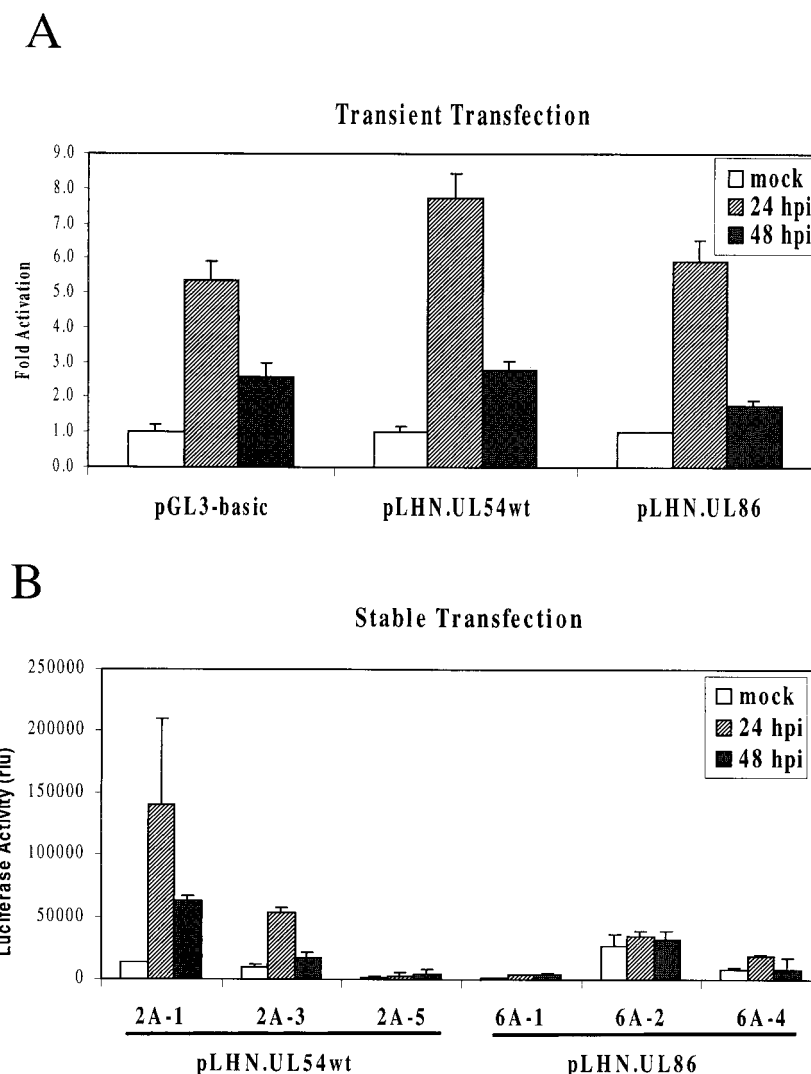 A
Transient Transfection
Fold Activation
9.0
8.0
7.0
6.0
5.0
4.0
3.0
2.0
1.0
0.0
mock
24 hpi
48 hpi
pGL3-basic
pLHN.UL54wt
pLHN.UL86
B
Stable Transfection
Luciferase Activity (rlu)
250000
200000
150000
100000
50000
0
mock
24 hpi
48 hpi
2A-1
2A-3
2A-5
6A-1
6A-2
6A-4
pLHN.UL54wt
pLHN.UL86